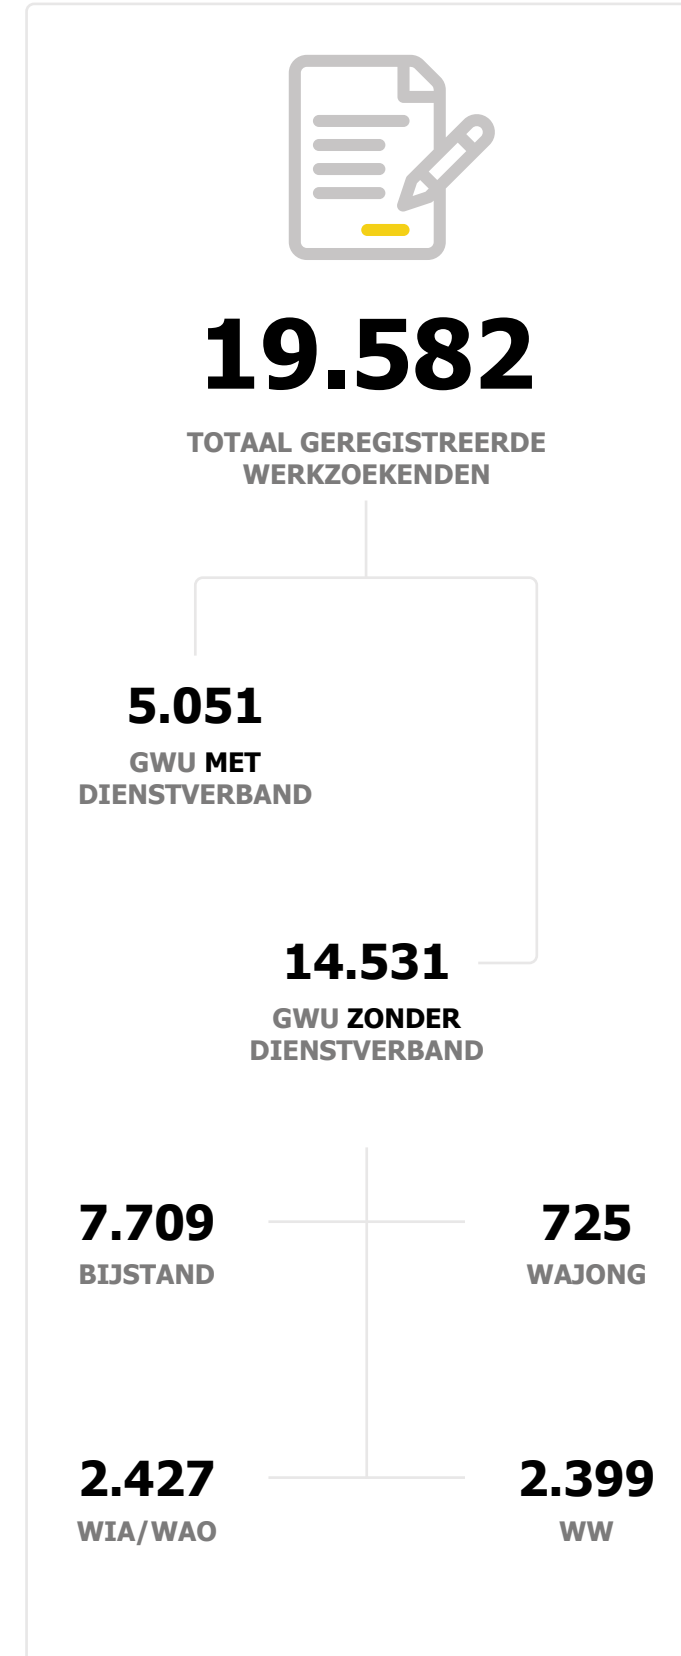 19.582
TOTAAL GEREGISTREERDE
WERKZOEKENDEN
5.051
GWU MET
DIENSTVERBAND
14.531
GWU ZONDER
DIENSTVERBAND
7.709
BIJSTAND
725
WAJONG
2.427
WIA/WAO
2.399
WW